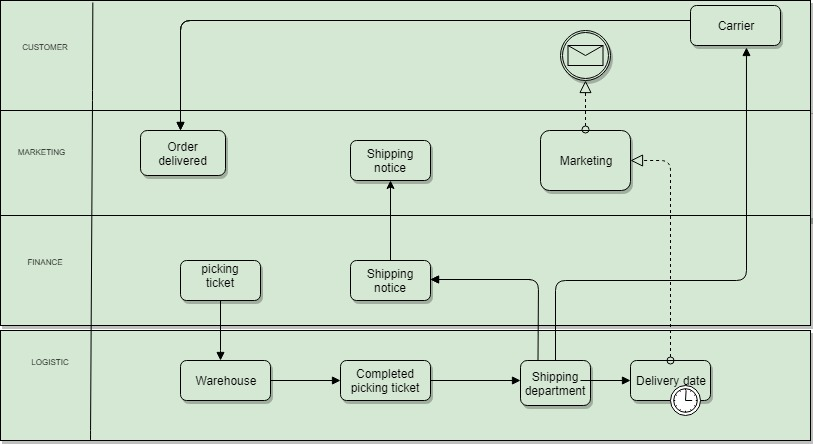 Carrier
CUSTOMER
Order
delivered
Shipping
notice
Marketing
MARKETING
picking
ticket
Shipping
notice
FINANCE
LOGISTIC
Warehouse
Completed
picking ticket
Shipping
department
Delivery date